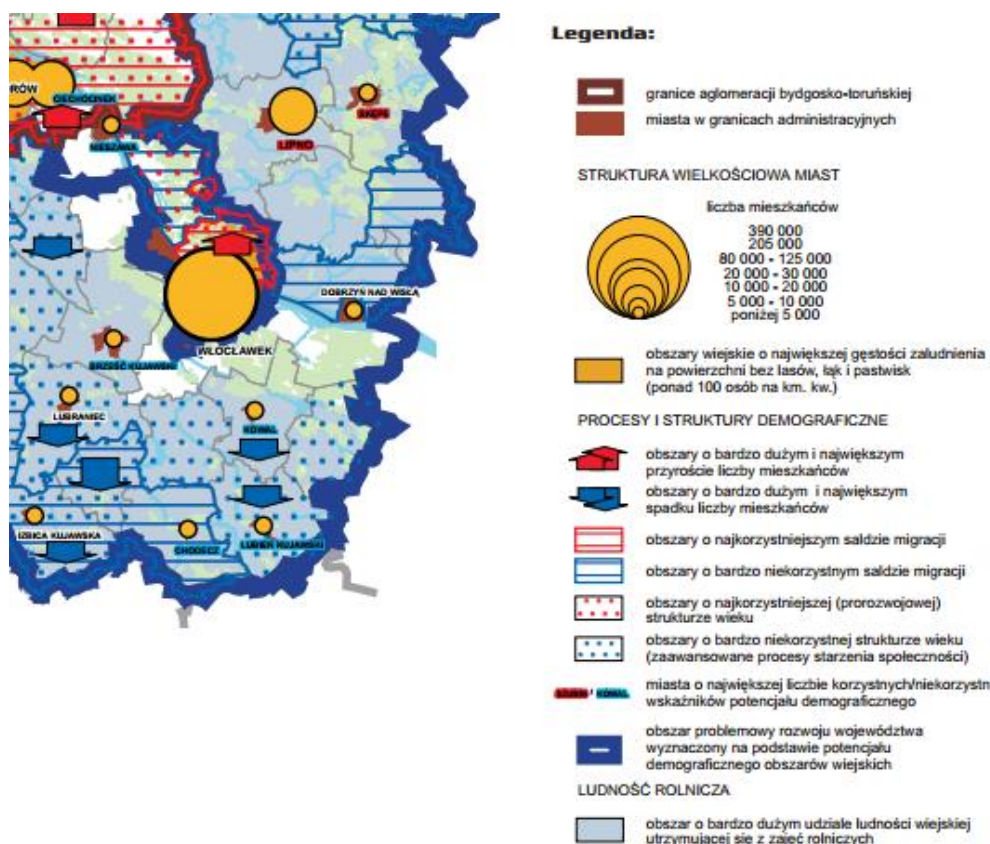 ORÓW
CIECHOCINEK
NIESZAWA
LIPNO
SKĘPE
DOBRZYŃ NAD WISŁĄ
WŁOCŁAWEK
BRZEŚĆ KUJAWSKI
LUBRANIEC
KOWAL
IZBICA KUJAWSKA
CHODECZ
LUBIEŃ KUJAWSKI
Legenda:
granice aglomeracji bydgosko-toruńskiej
miasta w granicach administracyjnych
STRUKTURA WIELKOŚCIOWA MIAST
liczba mieszkańców
390 000
205 000
80 000 - 125 000
20 000 - 30 000
10 000 - 20 000
5 000 - 10 000
poniżej 5 000
obszary wiejskie o największej gęstości zaludnienia
na powierzchni bez lasów, łąk i pastwisk
(ponad 100 osób na km. kw.)
PROCESY I STRUKTURY DEMOGRAFICZNE
obszary o bardzo dużym i największym
przyroście liczby mieszkańców
obszary o bardzo dużym i największym
spadku liczby mieszkańców
obszary o najkorzystniejszym saldzie migracji
obszary o bardzo niekorzystnym saldzie migracji
obszary o najkorzystniejszej (prorozwojowej)
strukturze wieku
obszary o bardzo niekorzystnej strukturze wieku
(zaawansowane procesy starzenia społeczności)
/ KOWAL
miasta o największej liczbie korzystnych/niekorzystn
wskaźników potencjału demograficznego
obszar problemowy rozwoju województwa
wyznaczony na podstawie potencjału
demograficznego obszarów wiejskich
LUDNOŚĆ ROLNICZA
obszar o bardzo dużym udziale ludności wiejskiej
utrzymującej się z zajęć rolniczych